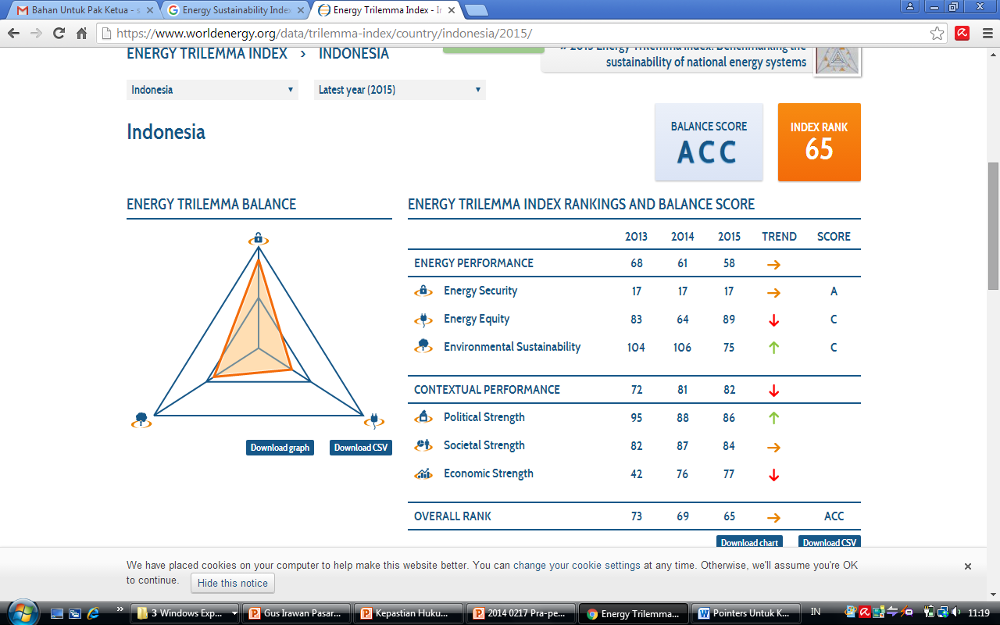 Bahan Untuk Pak Ketua - s
Energy Sustainability Index
Energy Trilemma Index - In
https://www.worldenergy.org/data/trilemma-index/country/indonesia/2015/
ENERGY TRILEMMA INDEX › INDONESIA
» 2015 Energy Trilemma Index: Benchmarking the
sustainability of national energy systems
Indonesia
Latest year (2015)
Indonesia
BALANCE SCORE
ACC
INDEX RANK
65
ENERGY TRILEMMA BALANCE
Download graph
Download CSV
ENERGY TRILEMMA INDEX RANKINGS AND BALANCE SCORE
2013 2014 2015 TREND SCORE
ENERGY PERFORMANCE 68 61 58
Energy Security 17 17 17 A
Energy Equity 83 64 89 C
Environmental Sustainability 104 106 75 C
CONTEXTUAL PERFORMANCE 72 81 82
Political Strength 95 88 86
Societal Strength 82 87 84
Economic Strength 42 76 77
OVERALL RANK 73 69 65 ACC
Download chart
Download CSV
We have placed cookies on your computer to help make this website better. You can change your cookie settings at any time. Otherwise, we'll assume you're OK
to continue. Hide this notice
3 Windows Exp...
Gus Irawan Pasar...
Kepastian Huku...
2014 0217 Pra-pe...
Energy Trilemma...
Pointers Untuk K...
IN
11:19